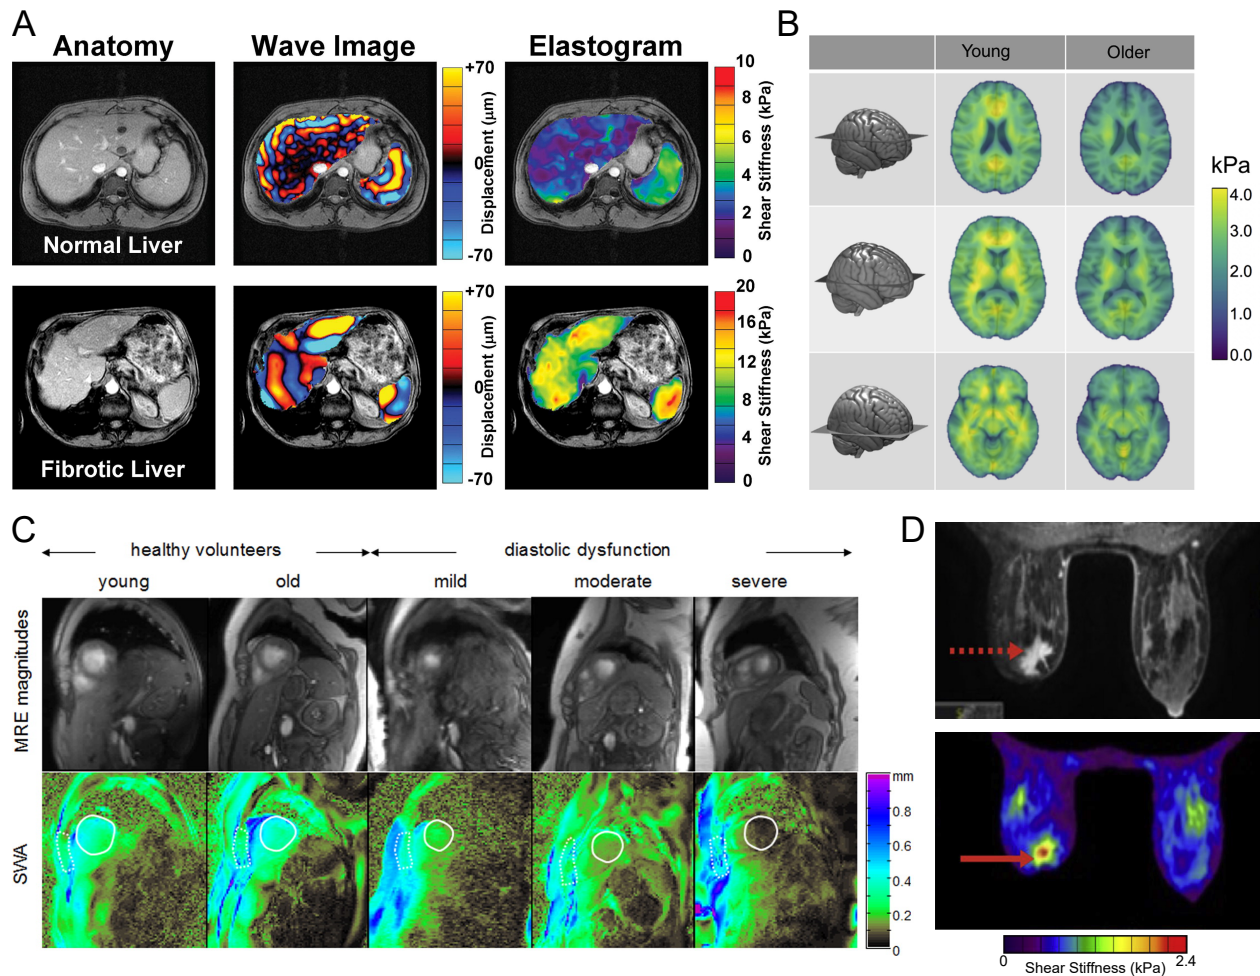 A
Anatomy
Wave Image
Elastogram
+70
0
-70
Displacement (µm)
10
8
6
4
2
0
Shear Stiffness (kPa)
Normal Liver
+70
0
-70
Displacement (µm)
20
16
12
8
4
0
Shear Stiffness (kPa)
Fibrotic Liver
B
Young
Older
kPa
4.0
3.0
2.0
1.0
0.0
C
healthy volunteers
diastolic dysfunction
young
old
mild
moderate
severe
MRE magnitudes
SWA
mm
1
0.8
0.6
0.4
0.2
0
D
0
2.4
Shear Stiffness (kPa)